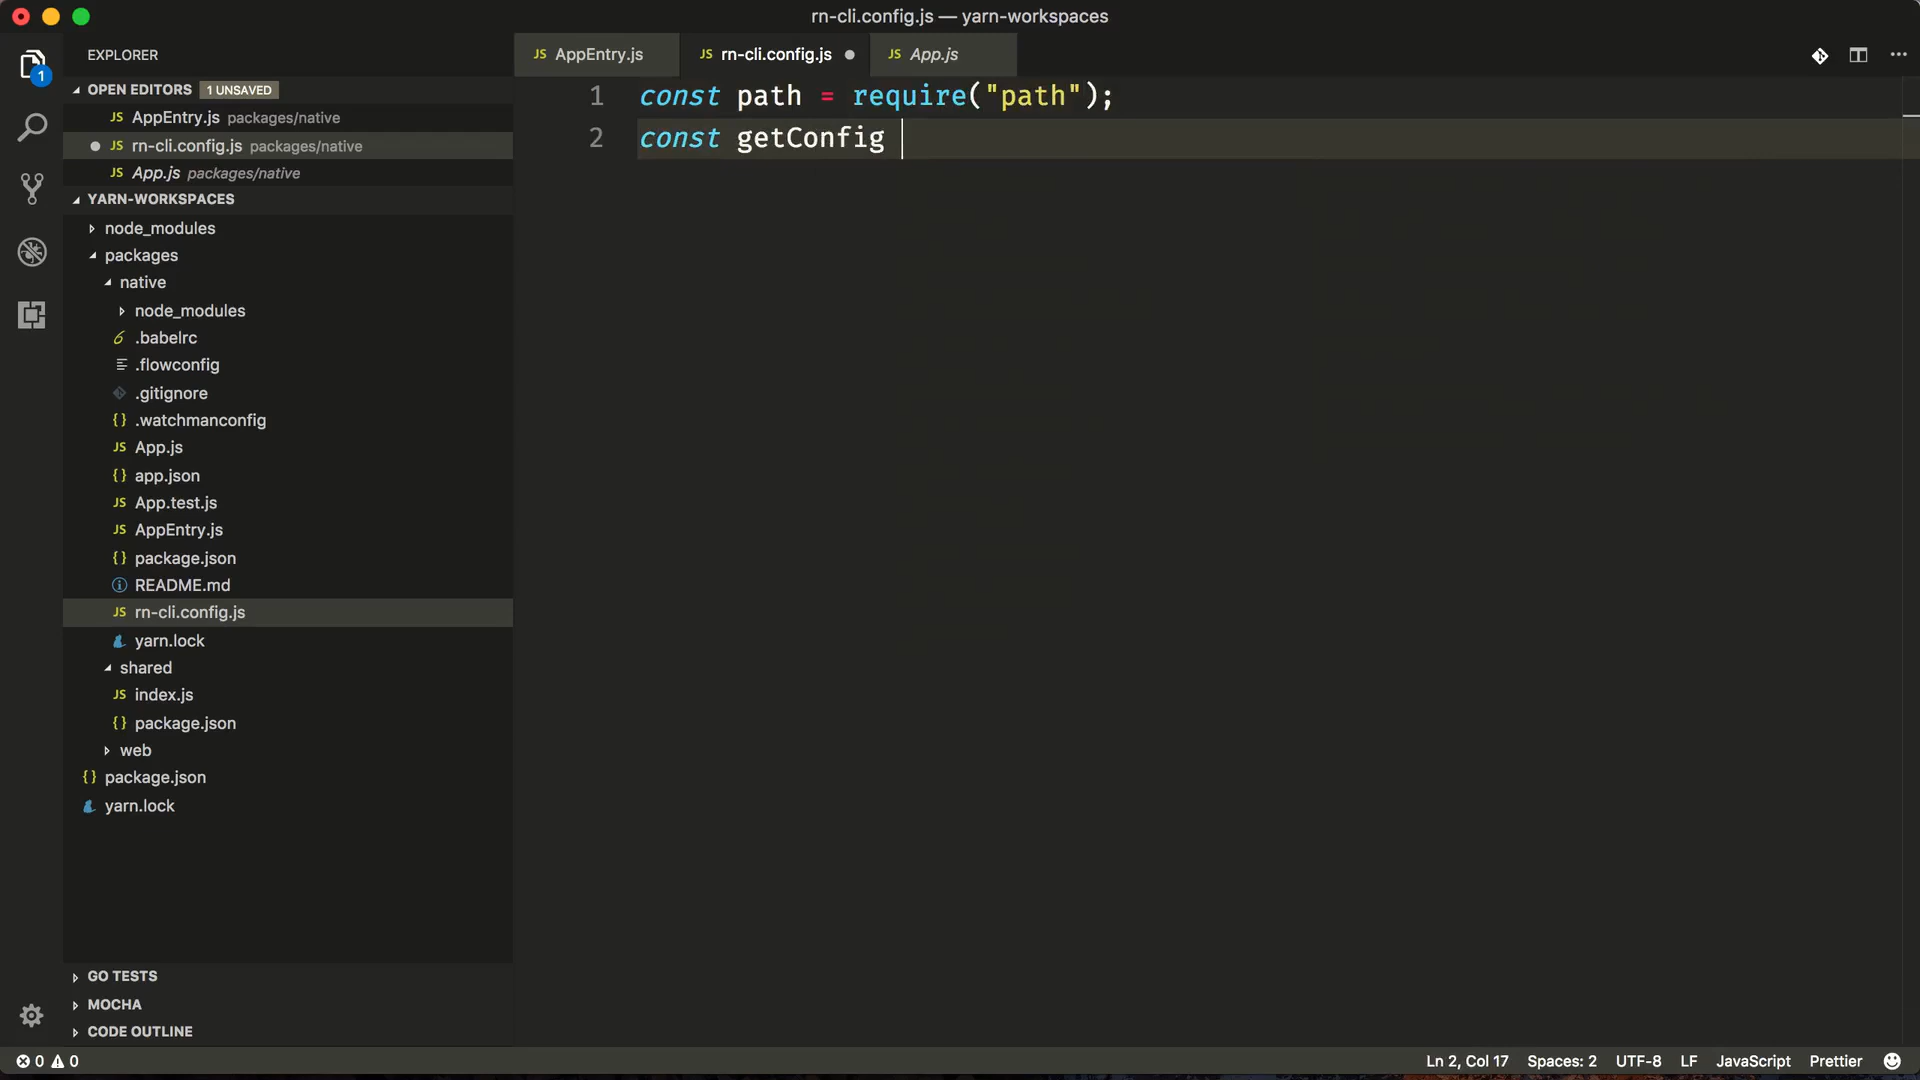 rn-cli.config.js — yarn-workspaces
EXPLORER
JS AppEntry.js
JS rn-cli.config.js
JS App.js
1
OPEN EDITORS 1 UNSAVED
JS AppEntry.js packages/native
JS rn-cli.config.js packages/native
JS App.js packages/native
YARN-WORKSPACES
node_modules
packages
native
node_modules
.babelrc
.flowconfig
.gitignore
{} .watchmanconfig
JS App.js
{} app.json
JS App.test.js
JS AppEntry.js
{} package.json
README.md
JS rn-cli.config.js
yarn.lock
shared
JS index.js
{} package.json
web
{} package.json
yarn.lock
GO TESTS
MOCHA
CODE OUTLINE
1 const path = require("path");
2 const getConfig
0 0
Ln 2, Col 17 Spaces: 2 UTF-8 LF JavaScript Prettier